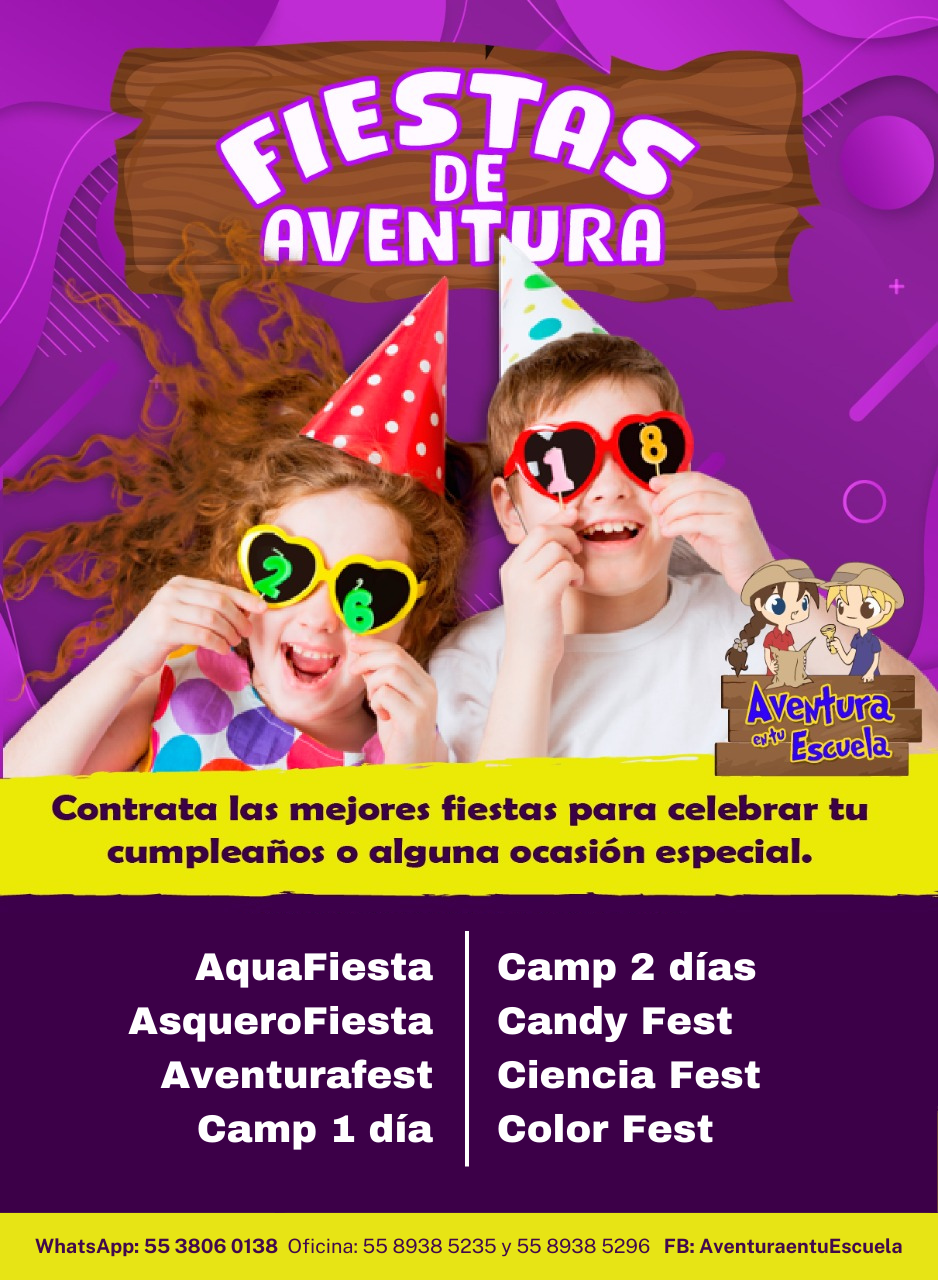 FIESTAS
DE
AVENTURA
2
6
1
8
Aventura
en tu
Escuela
Contrata las mejores fiestas para celebrar tu
cumpleaños o alguna ocasión especial.
AquaFiesta
AsqueroFiesta
Aventurafest
Camp 1 día
Camp 2 días
Candy Fest
Ciencia Fest
Color Fest
WhatsApp: 55 3806 0138 Oficina: 55 8938 5235 y 55 8938 5296 FB: AventuraentuEscuela